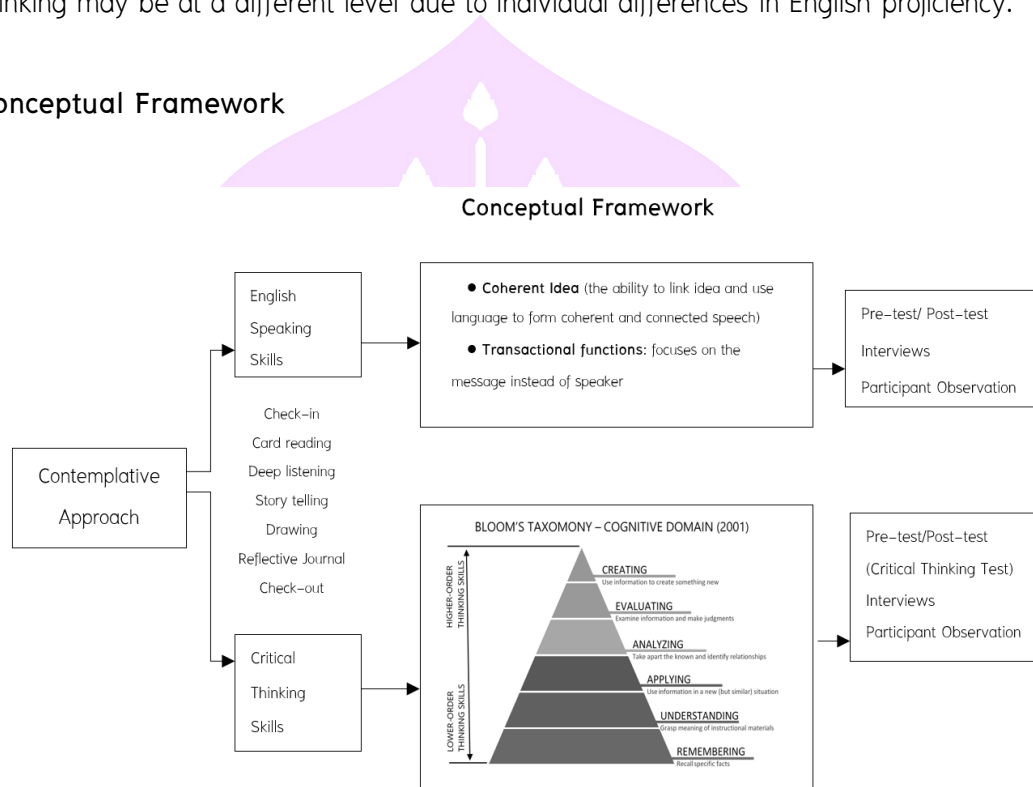 inking may be at a different level due to individual differences in English proficiency.
onceptual Framework
Conceptual Framework
English
Speaking
Skills
● Coherent Idea (the ability to link idea and use
language to form coherent and connected speech)
● Transactional functions: focuses on the
message instead of speaker
Pre-test/ Post-test
Interviews
Participant Observation
Contemplative
Approach
Check-in
Card reading
Deep listening
Story telling
Drawing
Reflective Journal
Check-out
Critical
Thinking
Skills
BLOOM'S TAXOMONY – COGNITIVE DOMAIN (2001)
HIGHER-ORDER
THINKING SKILLS
LOWER-ORDER
THINKING SKILLS
CREATING
Use information to create something new
EVALUATING
Examine information and make judgments
ANALYZING
Take apart the known and identify relationships
APPLYING
Use information in a new (but similar) situation
UNDERSTANDING
Grasp meaning of instructional materials
REMEMBERING
Recall specific facts
Pre-test/Post-test
(Critical Thinking Test)
Interviews
Participant Observation